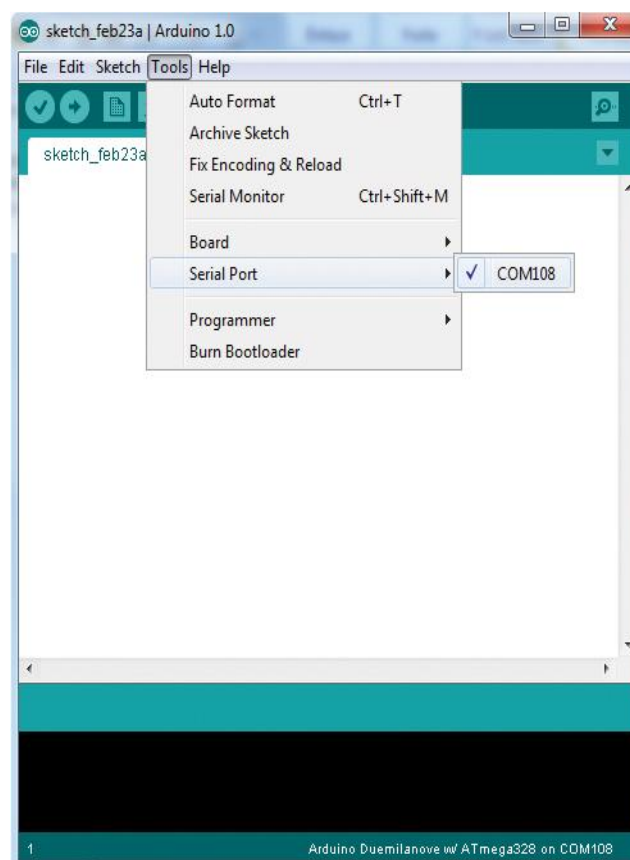 sketch_feb23a | Arduino 1.0
File Edit Sketch Tools Help
sketch_feb23a
Auto Format Ctrl+T
Archive Sketch
Fix Encoding & Reload
Serial Monitor Ctrl+Shift+M
Board
Serial Port
COM108
Programmer
Burn Bootloader
1 Arduino Duemilanove w/ ATmega328 on COM108